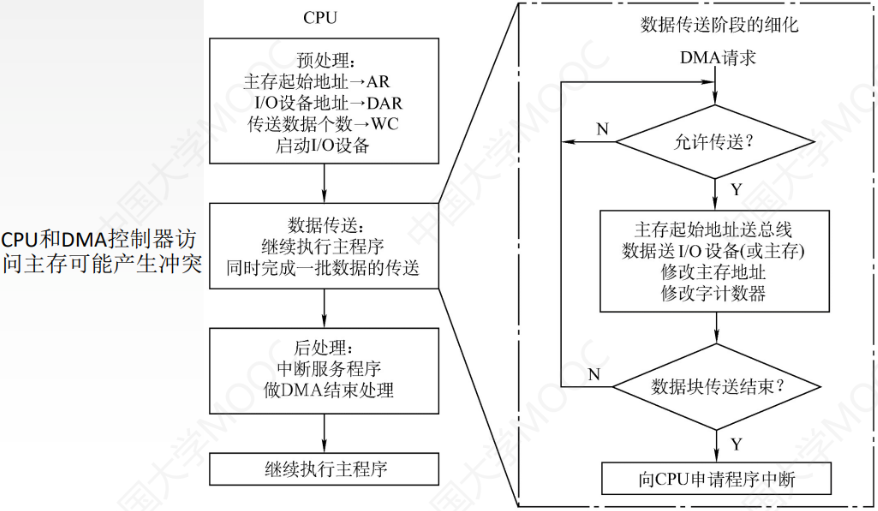 CPU
预处理：
主存起始地址→AR
I/O设备地址→DAR
传送数据个数→WC
启动I/O设备
CPU和DMA控制器访
问主存可能产生冲突
数据传送：
继续执行主程序
同时完成一批数据的传送
后处理：
中断服务程序
做DMA结束处理
继续执行主程序
数据传送阶段的细化
DMA请求
允许传送？
N
Y
主存起始地址送总线
数据送 I/O 设备(或主存)
修改主存地址
修改字计数器
数据块传送结束？
N
Y
向CPU申请程序中断
中国大学MOOC